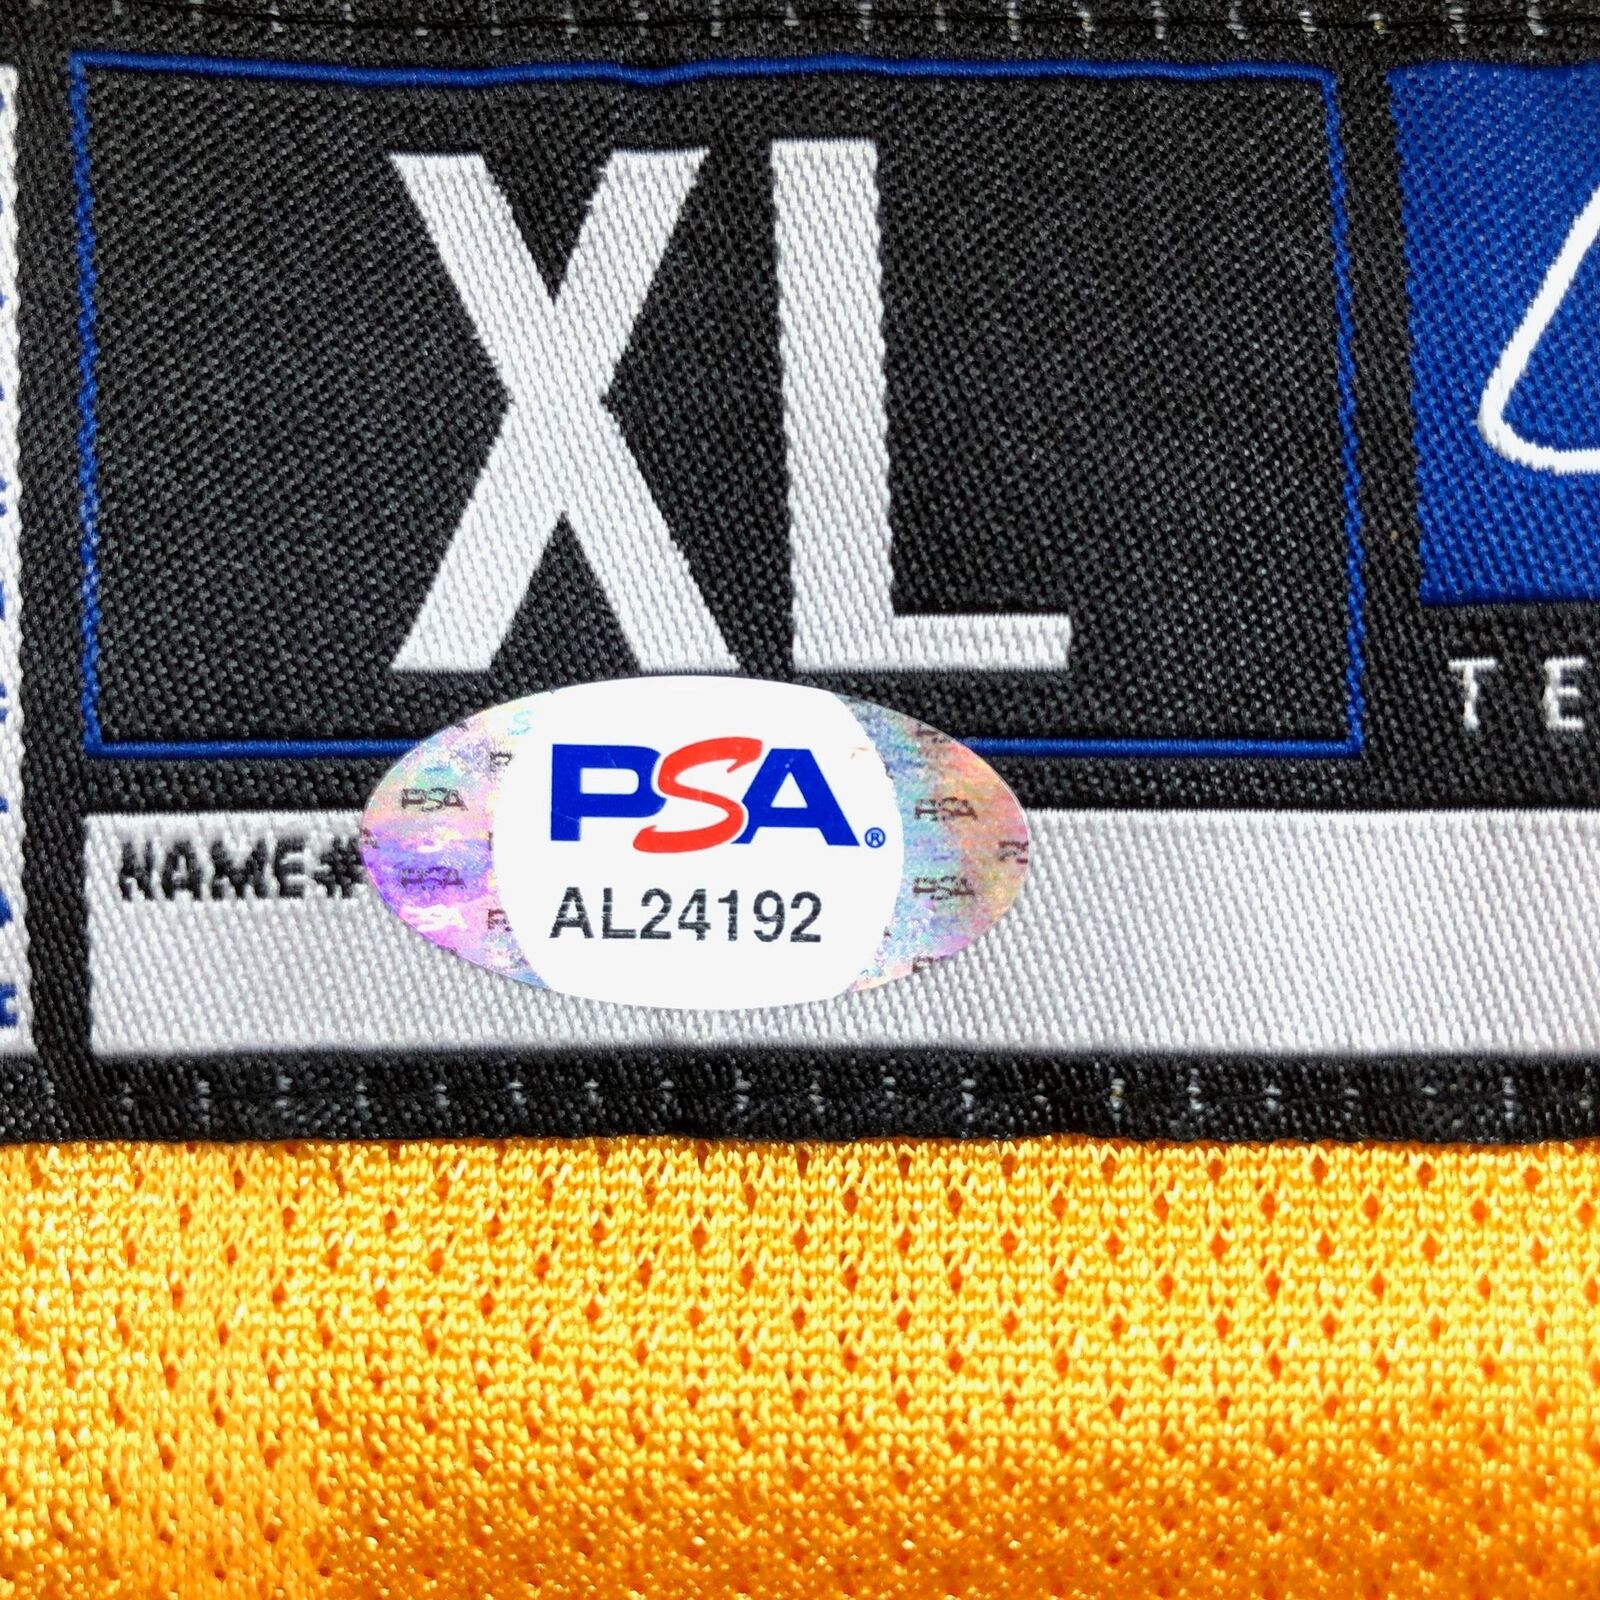 XL
TE
PSA®
NAME#
AL24192